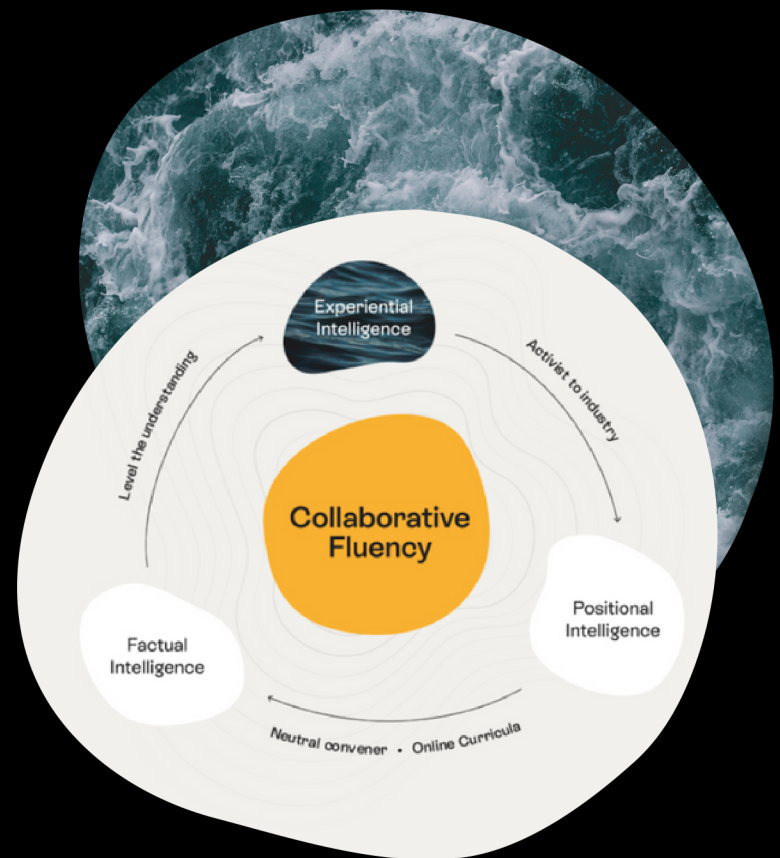 Experiential
Intelligence
Activist to industry
Level the understanding
Collaborative
Fluency
Positional
Intelligence
Factual
Intelligence
Neutral convener • Online Curricula